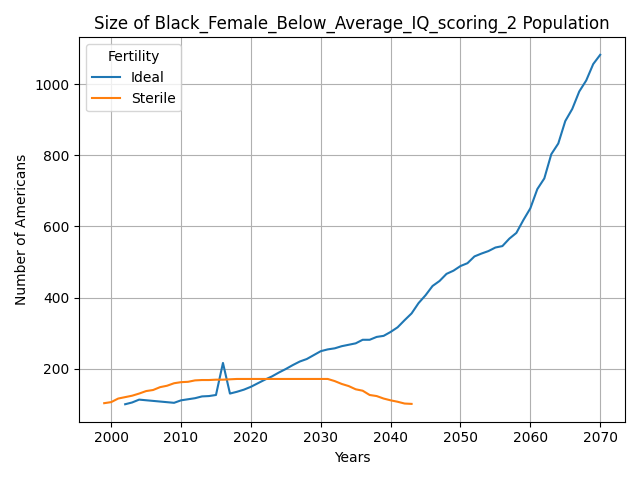 Size of Black_Female_Below_Average_IQ_scoring_2 Population
Fertility
Ideal
Sterile
Number of Americans
1000
800
600
400
200
2000 2010 2020 2030 2040 2050 2060 2070
Years